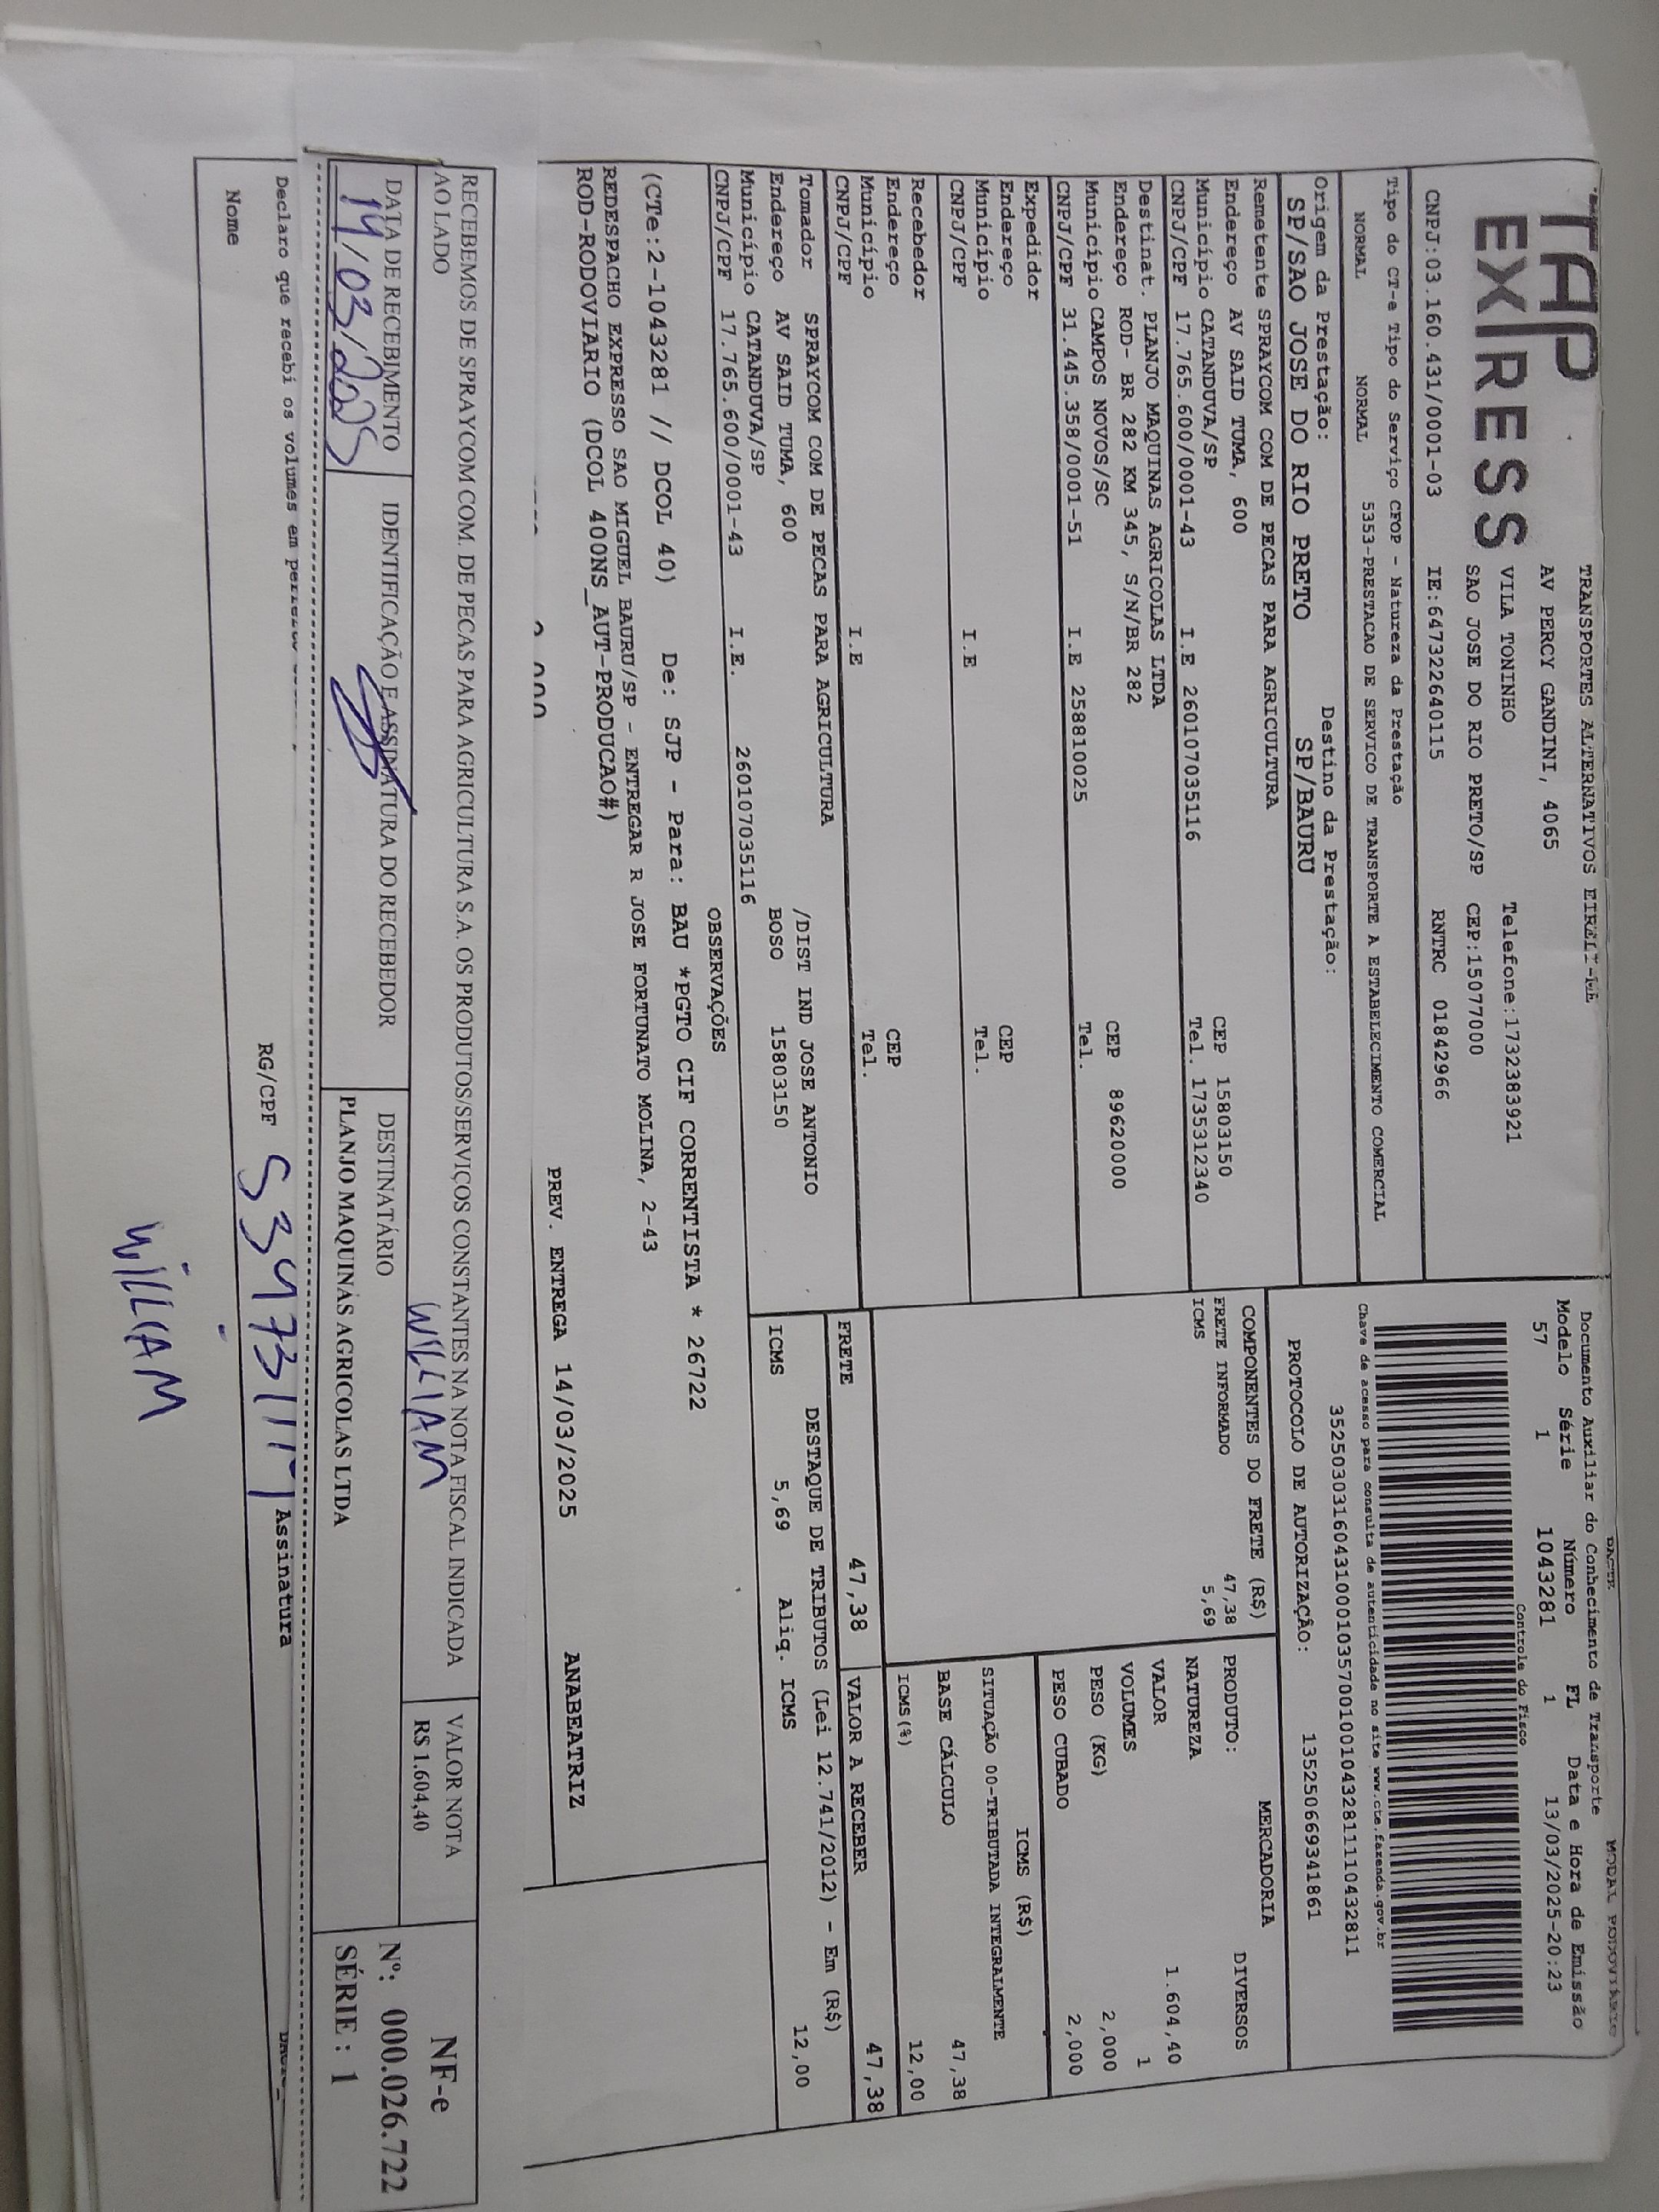 TAP
EXPRESS
TRANSPORTES ALTERNATIVOS EIRELI-ME
AV PERCY GANDINI, 4065
VILA TONINHO Telefone:1732383921
SAO JOSE DO RIO PRETO/SP CEP:15077000
CNPJ:03.160.431/0001-03 IE:647322640115 RNTRC 01842966
DACTE MODAL RODOVIÁRIO
Documento Auxiliar do Conhecimento de Transporte
Modelo Série Número FL Data e Hora de Emissão
57 1 1043281 1 13/03/2025-20:23
Controle do Fisco
Chave de acesso para consulta de autenticidade no site www.cte.fazenda.gov.br
PROTOCOLO DE AUTORIZAÇÃO: 135250669341861
Tipo do CT-e Tipo do Serviço CFOP - Natureza da Prestação
NORMAL NORMAL 5353-PRESTACAO DE SERVICO DE TRANSPORTE A ESTABELECIMENTO COMERCIAL
Origem da Prestação: Destino da Prestação:
SP/SAO JOSE DO RIO PRETO SP/BAURU
Remetente SPRAYCOM COM DE PECAS PARA AGRICULTURA
Endereço AV SAID TUMA, 600 CEP 15803150
Município CATANDUVA/SP Tel. 1735312340
CNPJ/CPF 17.765.600/0001-43 I.E 260107035116
Destinat. PLANJO MAQUINAS AGRICOLAS LTDA
Endereço ROD- BR 282 KM 345, S/N/BR 282 CEP 89620000
Município CAMPOS NOVOS/SC Tel.
CNPJ/CPF 31.445.358/0001-51 I.E 258810025
Expedidor
Endereço CEP
Município Tel.
CNPJ/CPF I.E
Recebedor
Endereço CEP
Município Tel.
CNPJ/CPF I.E
Tomador SPRAYCOM COM DE PECAS PARA AGRICULTURA /DIST IND JOSE ANTONIO
Endereço AV SAID TUMA, 600 BOSO 15803150
Município CATANDUVA/SP
CNPJ/CPF 17.765.600/0001-43 I.E. 260107035116
COMPONENTES DO FRETE (R$)
FRETE INFORMADO 47,38
ICMS 5,69
MERCADORIA
PRODUTO: DIVERSOS
NATUREZA
VALOR 1.604,40
VOLUMES 1
PESO (KG) 2,000
PESO CUBADO 2,000
ICMS (R$)
SITUAÇÃO 00-TRIBUTADA INTEGRALMENTE
BASE CÁLCULO 47,38
ICMS(%) 12,00
FRETE 47,38 VALOR A RECEBER 47,38
DESTAQUE DE TRIBUTOS (Lei 12.741/2012) - Em (R$)
ICMS 5,69 Aliq. ICMS 12,00
OBSERVAÇÕES
(CTe:2-1043281 // DCOL 40) De: SJP - Para: BAU *PGTO CIF CORRENTISTA * 26722
REDESPACHO EXPRESSO SAO MIGUEL BAURU/SP - ENTREGAR R JOSE FORTUNATO MOLINA, 2-43
ROD-RODOVIARIO (DCOL 400NS_AUT-PRODUCAO#)
PREV. ENTREGA 14/03/2025 ANABEATRIZ
RECEBEMOS DE SPRAYCOM COM. DE PECAS PARA AGRICULTURA S.A. OS PRODUTOS/SERVIÇOS CONSTANTES NA NOTA FISCAL INDICADA
AO LADO
WILLIAM
VALOR NOTA
R$ 1.604,40
NF-e
Nº: 000.026.722
SÉRIE : 1
DATA DE RECEBIMENTO IDENTIFICAÇÃO E ASSINATURA DO RECEBEDOR DESTINATÁRIO
14/03/2025 PLANJO MAQUINAS AGRICOLAS LTDA
Declaro que recebi os volumes em
Nome RG/CPF Assinatura
WILLIAM